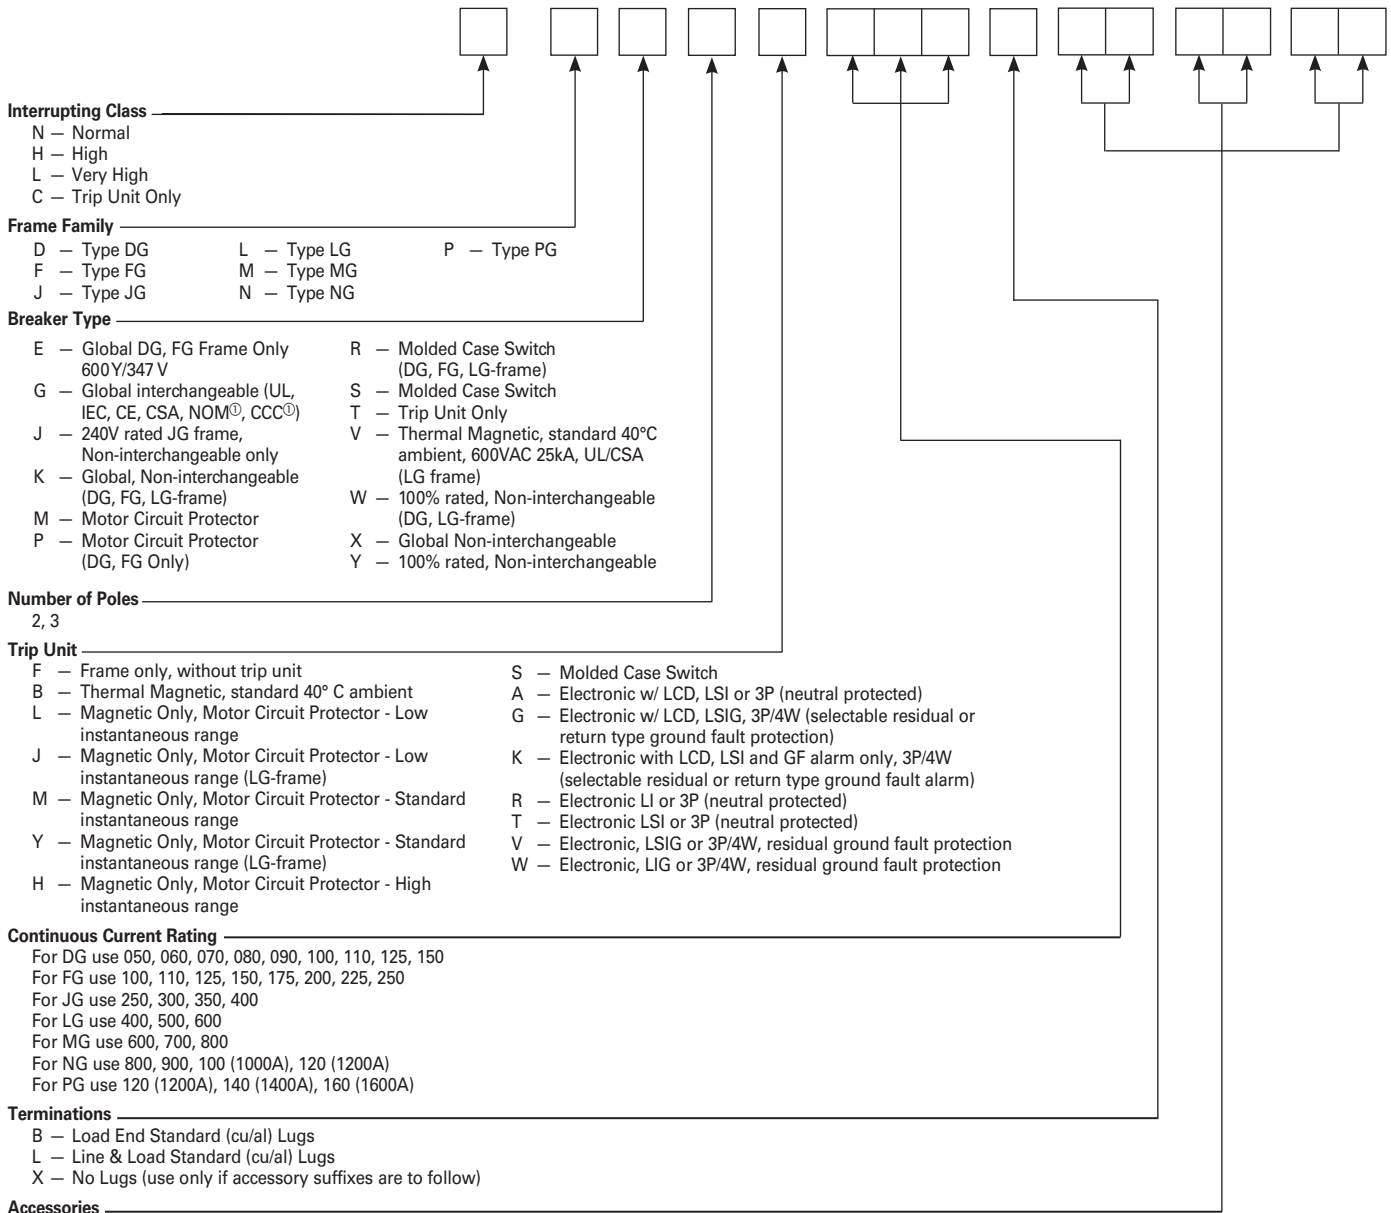 Interrupting Class
N — Normal
H — High
L — Very High
C — Trip Unit Only
Frame Family
D — Type DG L — Type LG P — Type PG
F — Type FG M — Type MG
J — Type JG N — Type NG
Breaker Type
E — Global DG, FG Frame Only
600Y/347 V
G — Global interchangeable (UL,
IEC, CE, CSA, NOM①, CCC①)
J — 240V rated JG frame,
Non-interchangeable only
K — Global, Non-interchangeable
(DG, FG, LG-frame)
M — Motor Circuit Protector
P — Motor Circuit Protector
(DG, FG Only)
R — Molded Case Switch
(DG, FG, LG-frame)
S — Molded Case Switch
T — Trip Unit Only
V — Thermal Magnetic, standard 40°C
ambient, 600VAC 25kA, UL/CSA
(LG frame)
W — 100% rated, Non-interchangeable
(DG, LG-frame)
X — Global Non-interchangeable
Y — 100% rated, Non-interchangeable
Number of Poles
2, 3
Trip Unit
F — Frame only, without trip unit
B — Thermal Magnetic, standard 40° C ambient
L — Magnetic Only, Motor Circuit Protector - Low
instantaneous range
J — Magnetic Only, Motor Circuit Protector - Low
instantaneous range (LG-frame)
M — Magnetic Only, Motor Circuit Protector - Standard
instantaneous range
Y — Magnetic Only, Motor Circuit Protector - Standard
instantaneous range (LG-frame)
H — Magnetic Only, Motor Circuit Protector - High
instantaneous range
S — Molded Case Switch
A — Electronic w/ LCD, LSI or 3P (neutral protected)
G — Electronic w/ LCD, LSIG, 3P/4W (selectable residual or
return type ground fault protection)
K — Electronic with LCD, LSI and GF alarm only, 3P/4W
(selectable residual or return type ground fault alarm)
R — Electronic LI or 3P (neutral protected)
T — Electronic LSI or 3P (neutral protected)
V — Electronic, LSIG or 3P/4W, residual ground fault protection
W — Electronic, LIG or 3P/4W, residual ground fault protection
Continuous Current Rating
For DG use 050, 060, 070, 080, 090, 100, 110, 125, 150
For FG use 100, 110, 125, 150, 175, 200, 225, 250
For JG use 250, 300, 350, 400
For LG use 400, 500, 600
For MG use 600, 700, 800
For NG use 800, 900, 100 (1000A), 120 (1200A)
For PG use 120 (1200A), 140 (1400A), 160 (1600A)
Terminations
B — Load End Standard (cu/al) Lugs
L — Line & Load Standard (cu/al) Lugs
X — No Lugs (use only if accessory suffixes are to follow)
Accessories